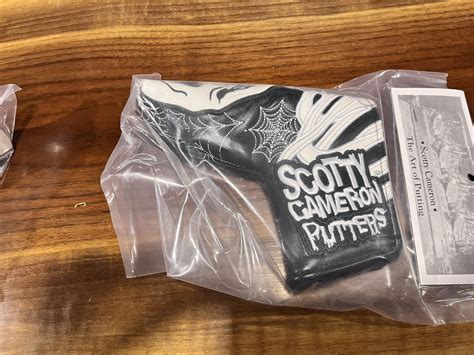 SCOTTY
CAMERON
PUTTERS
• Scotty Cameron •
The Art of Putting